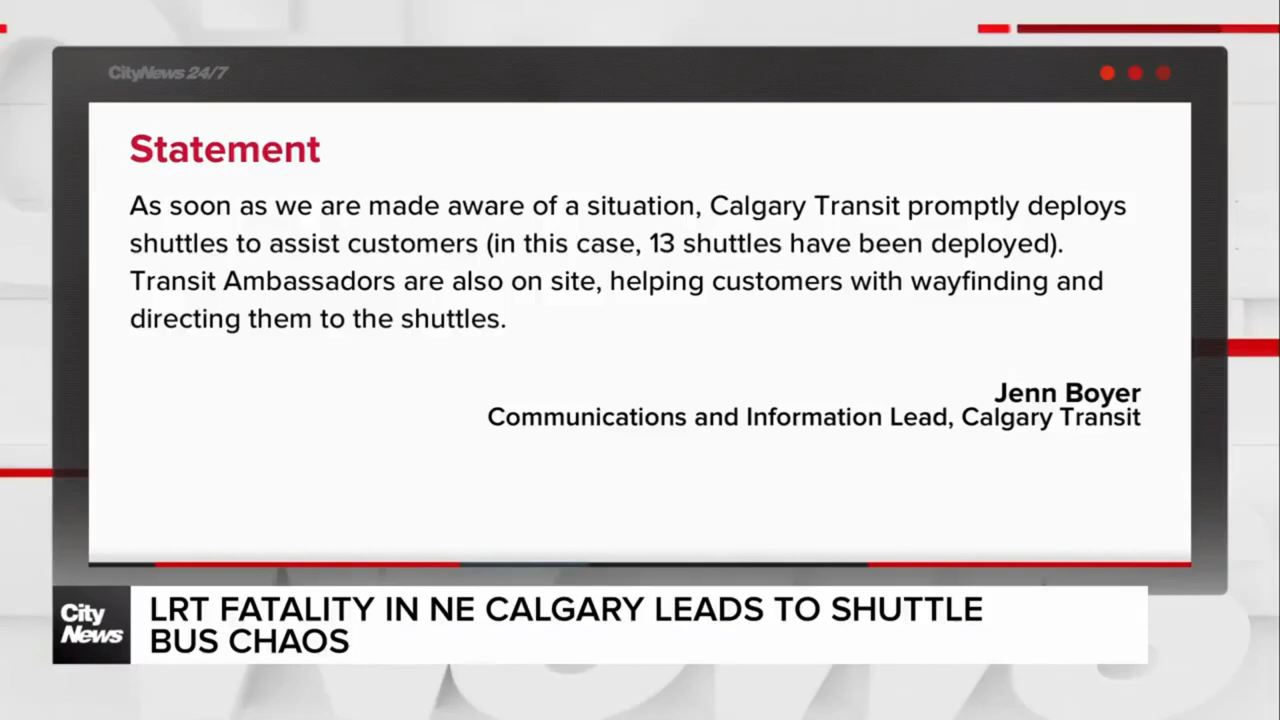 CityNews 24/7
Statement
As soon as we are made aware of a situation, Calgary Transit promptly deploys
shuttles to assist customers (in this case, 13 shuttles have been deployed).
Transit Ambassadors are also on site, helping customers with wayfinding and
directing them to the shuttles.
Jenn Boyer
Communications and Information Lead, Calgary Transit
City
News
LRT FATALITY IN NE CALGARY LEADS TO SHUTTLE
BUS CHAOS